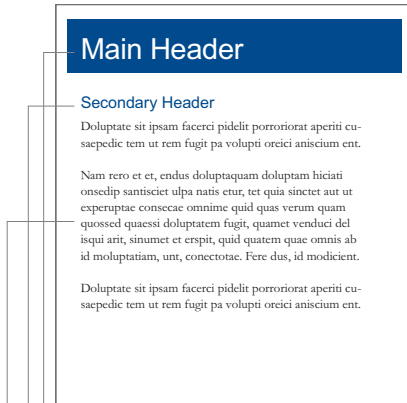 Main Header
Secondary Header
Doluptate sit ipsam facerci pidelit porroriorat aperiti cu-
saepedic tem ut rem fugit pa volupti oreici aniscium ent.
Nam rero et et, endus doluptaquam doluptam hiciati
onsedip santisciet ulpa natis etur, tet quia sinctet aut ut
experuptae consecae omnime quid quas verum quam
quossed quaessi doluptatem fugit, quamet venduci del
isqui arit, sinumet et erspit, quid quatem quae omnis ab
id moluptatiam, unt, conectotae. Fere dus, id modicient.
Doluptate sit ipsam facerci pidelit porroriorat aperiti cu-
saepedic tem ut rem fugit pa volupti oreici aniscium ent.